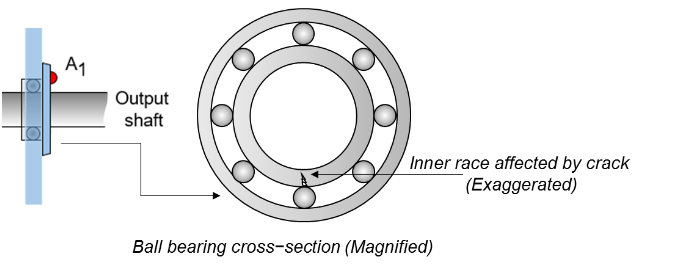 A1
Output
shaft
Inner race affected by crack
(Exaggerated)
Ball bearing cross−section (Magnified)